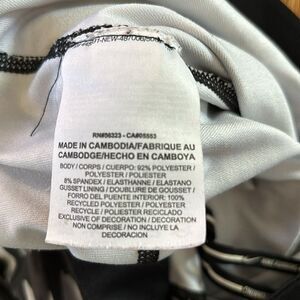 RN#56323 - CA#05553
MADE IN CAMBODIA/FABRIQUE AU
CAMBODGE/HECHO EN CAMBOYA
BODY / CORPS / CUERPO: 92% POLYESTER
/ POLYESTER / POLIESTER
8% SPANDEX / ELASTHANNE / ELASTANO
GUSSET LINING / DOUBLURE DE GOUSSET /
FORRO DEL FUENTE INTERIOR: 100%
RECYCLED POLYESTER / POLYESTER
RECYCLE / POLIESTER RECICLADO
EXCLUSIVE OF DECORATION / DECORATION
NON COMPRISE / NO INCLUYE LA
DECORACION